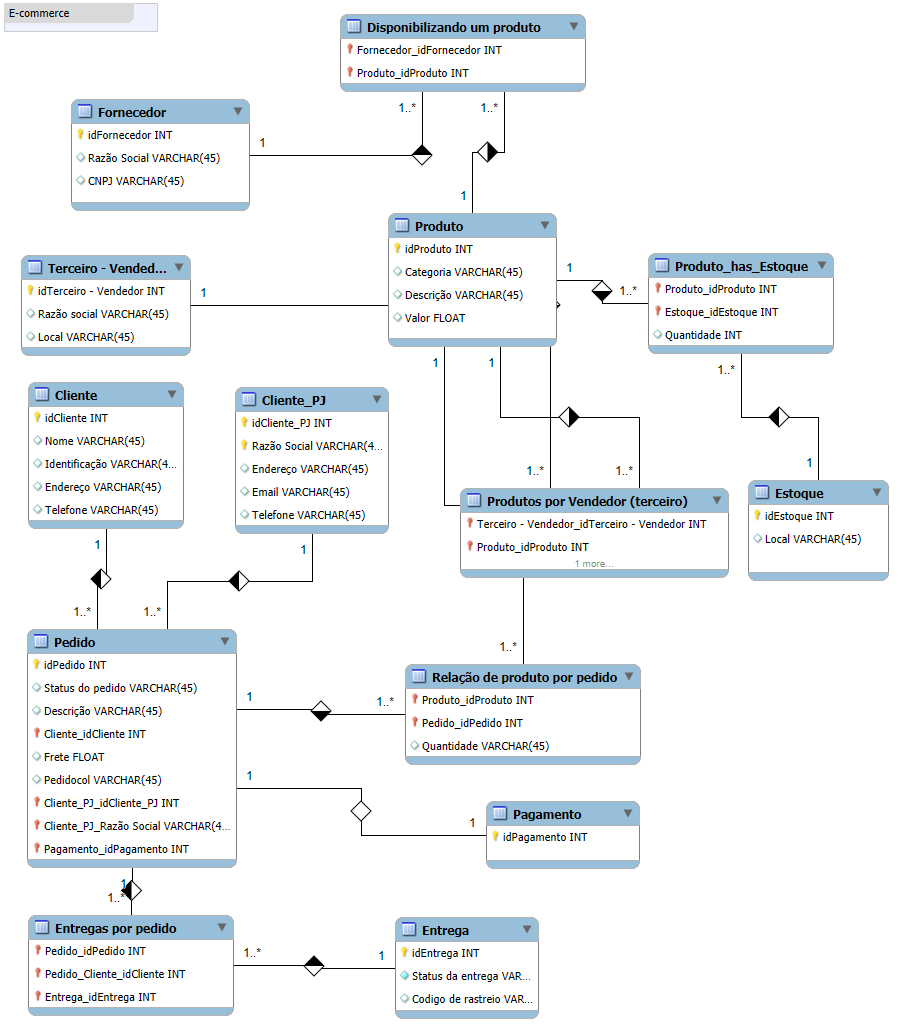 E-commerce
Disponibilizando um produto
Fornecedor_idFornecedor INT
Produto_idProduto INT
1..*
1..*
Fornecedor
idFornecedor INT
Razão Social VARCHAR(45)
CNPJ VARCHAR(45)
1
1
Produto
idProduto INT
Categoria VARCHAR(45)
Descrição VARCHAR(45)
Valor FLOAT
Terceiro - Vended...
idTerceiro - Vendedor INT
Razão social VARCHAR(45)
Local VARCHAR(45)
1
1
1..*
Produto_has_Estoque
Produto_idProduto INT
Estoque_idEstoque INT
Quantidade INT
1..*
1
1
1
1..*
1..*
Cliente
idCliente INT
Nome VARCHAR(45)
Identificação VARCHAR(4...
Endereço VARCHAR(45)
Telefone VARCHAR(45)
Cliente_PJ
idCliente_PJ INT
Razão Social VARCHAR(4...
Endereço VARCHAR(45)
Email VARCHAR(45)
Telefone VARCHAR(45)
Produtos por Vendedor (terceiro)
Terceiro - Vendedor_idTerceiro - Vendedor INT
Produto_idProduto INT
1 more...
Estoque
idEstoque INT
Local VARCHAR(45)
1
1
1..*
1..*
1..*
Pedido
idPedido INT
Status do pedido VARCHAR(45)
Descrição VARCHAR(45)
Cliente_idCliente INT
Frete FLOAT
Pedidocol VARCHAR(45)
Cliente_PJ_idCliente_PJ INT
Cliente_PJ_Razão Social VARCHAR(4...
Pagamento_idPagamento INT
1
1..*
Relação de produto por pedido
Produto_idProduto INT
Pedido_idPedido INT
Quantidade VARCHAR(45)
1
1
Pagamento
idPagamento INT
1
1..*
Entregas por pedido
Pedido_idPedido INT
Pedido_Cliente_idCliente INT
Entrega_idEntrega INT
1..*
1
Entrega
idEntrega INT
Status da entrega VAR...
Codigo de rastreio VAR...